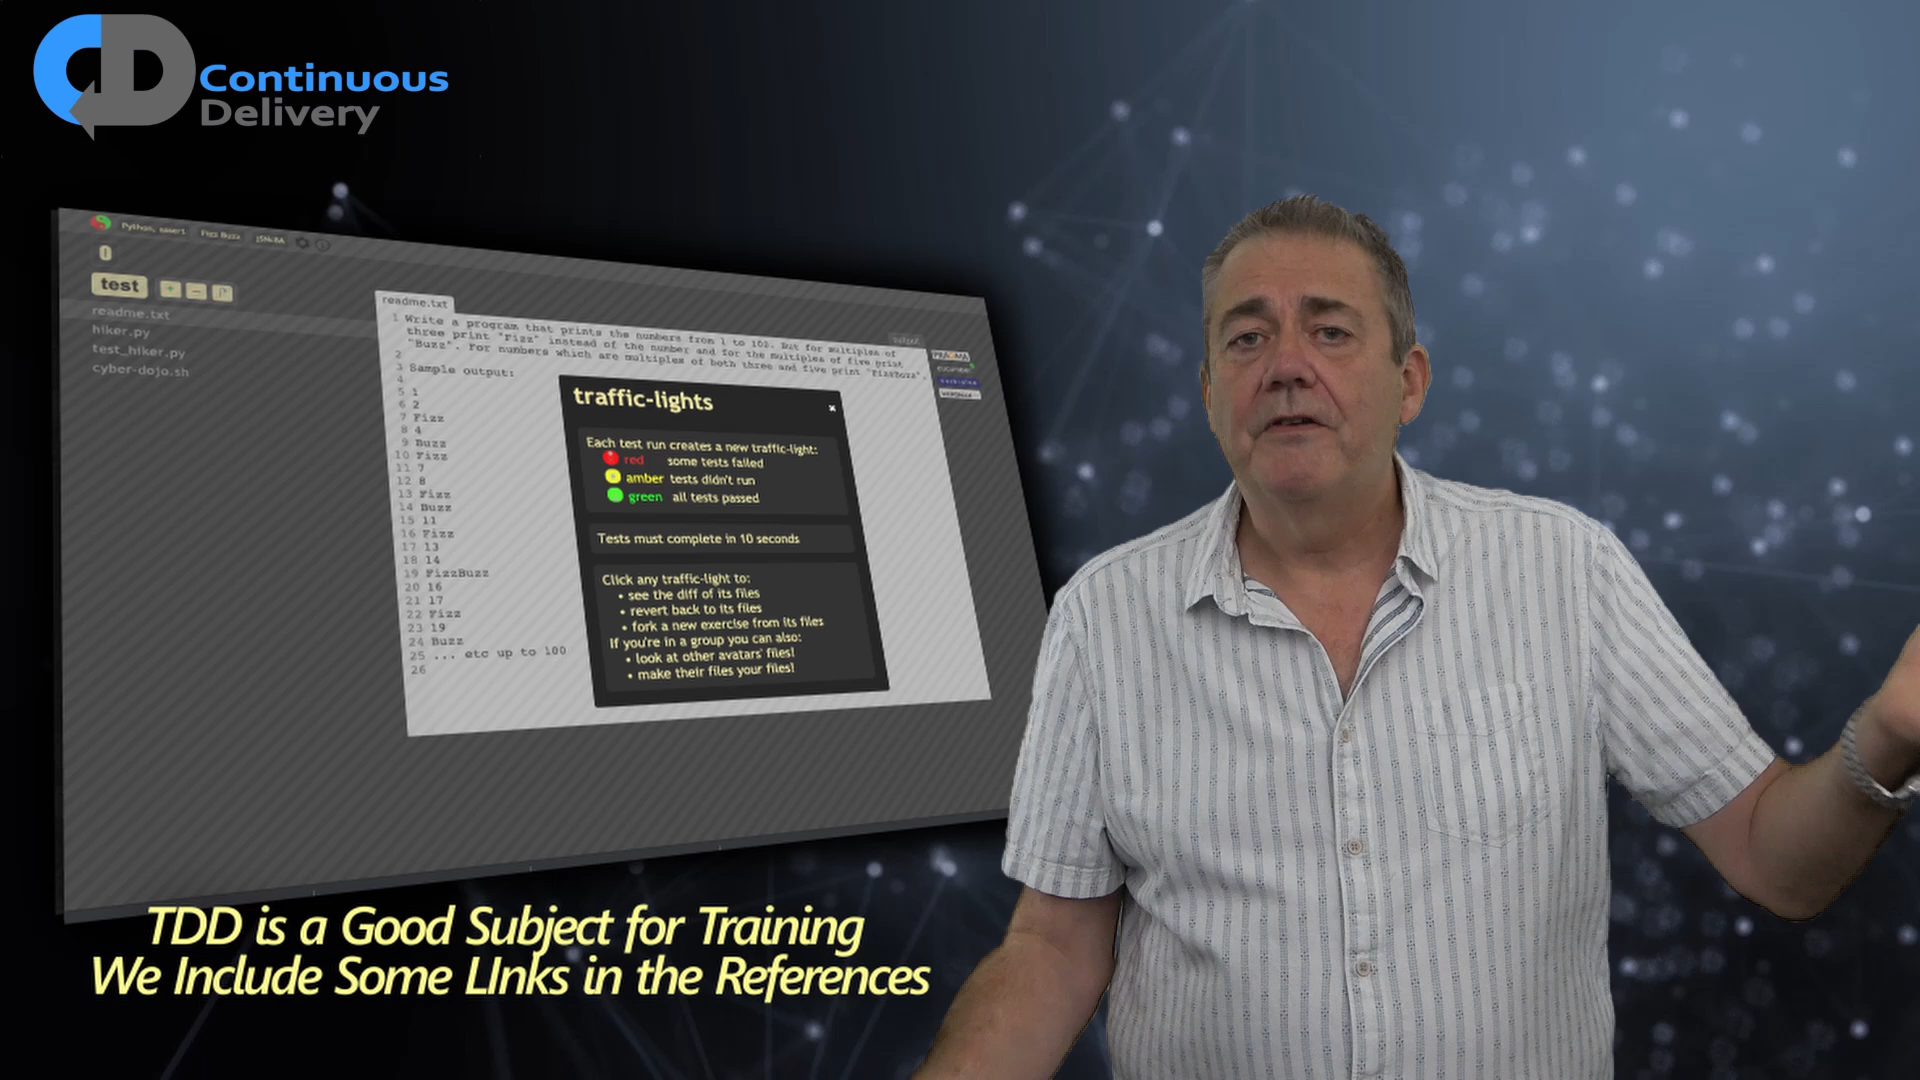 Continuous
Delivery
Python, assert
Fizz Buzz
0
test
+
-
readme.txt
hiker.py
test_hiker.py
cyber-dojo.sh
readme.txt
output
1 Write a program that prints the numbers from 1 to 100. But for multiples of
three print "Fizz" instead of the number and for the multiples of five print
"Buzz". For numbers which are multiples of both three and five print "FizzBuzz".
2
3 Sample output:
4
5 1
6 2
7 Fizz
8 4
9 Buzz
10 Fizz
11 7
12 8
13 Fizz
14 Buzz
15 11
16 Fizz
17 13
18 14
19 FizzBuzz
20 16
21 17
22 Fizz
23 19
24 Buzz
25 ... etc up to 100
26
traffic-lights
×
Each test run creates a new traffic-light:
red some tests failed
amber tests didn't run
green all tests passed
Tests must complete in 10 seconds
Click any traffic-light to:
• see the diff of its files
• revert back to its files
• fork a new exercise from its files
If you're in a group you can also:
• look at other avatars' files!
• make their files your files!
PRAGMA
cucumber
TDD is a Good Subject for Training
We Include Some LInks in the References